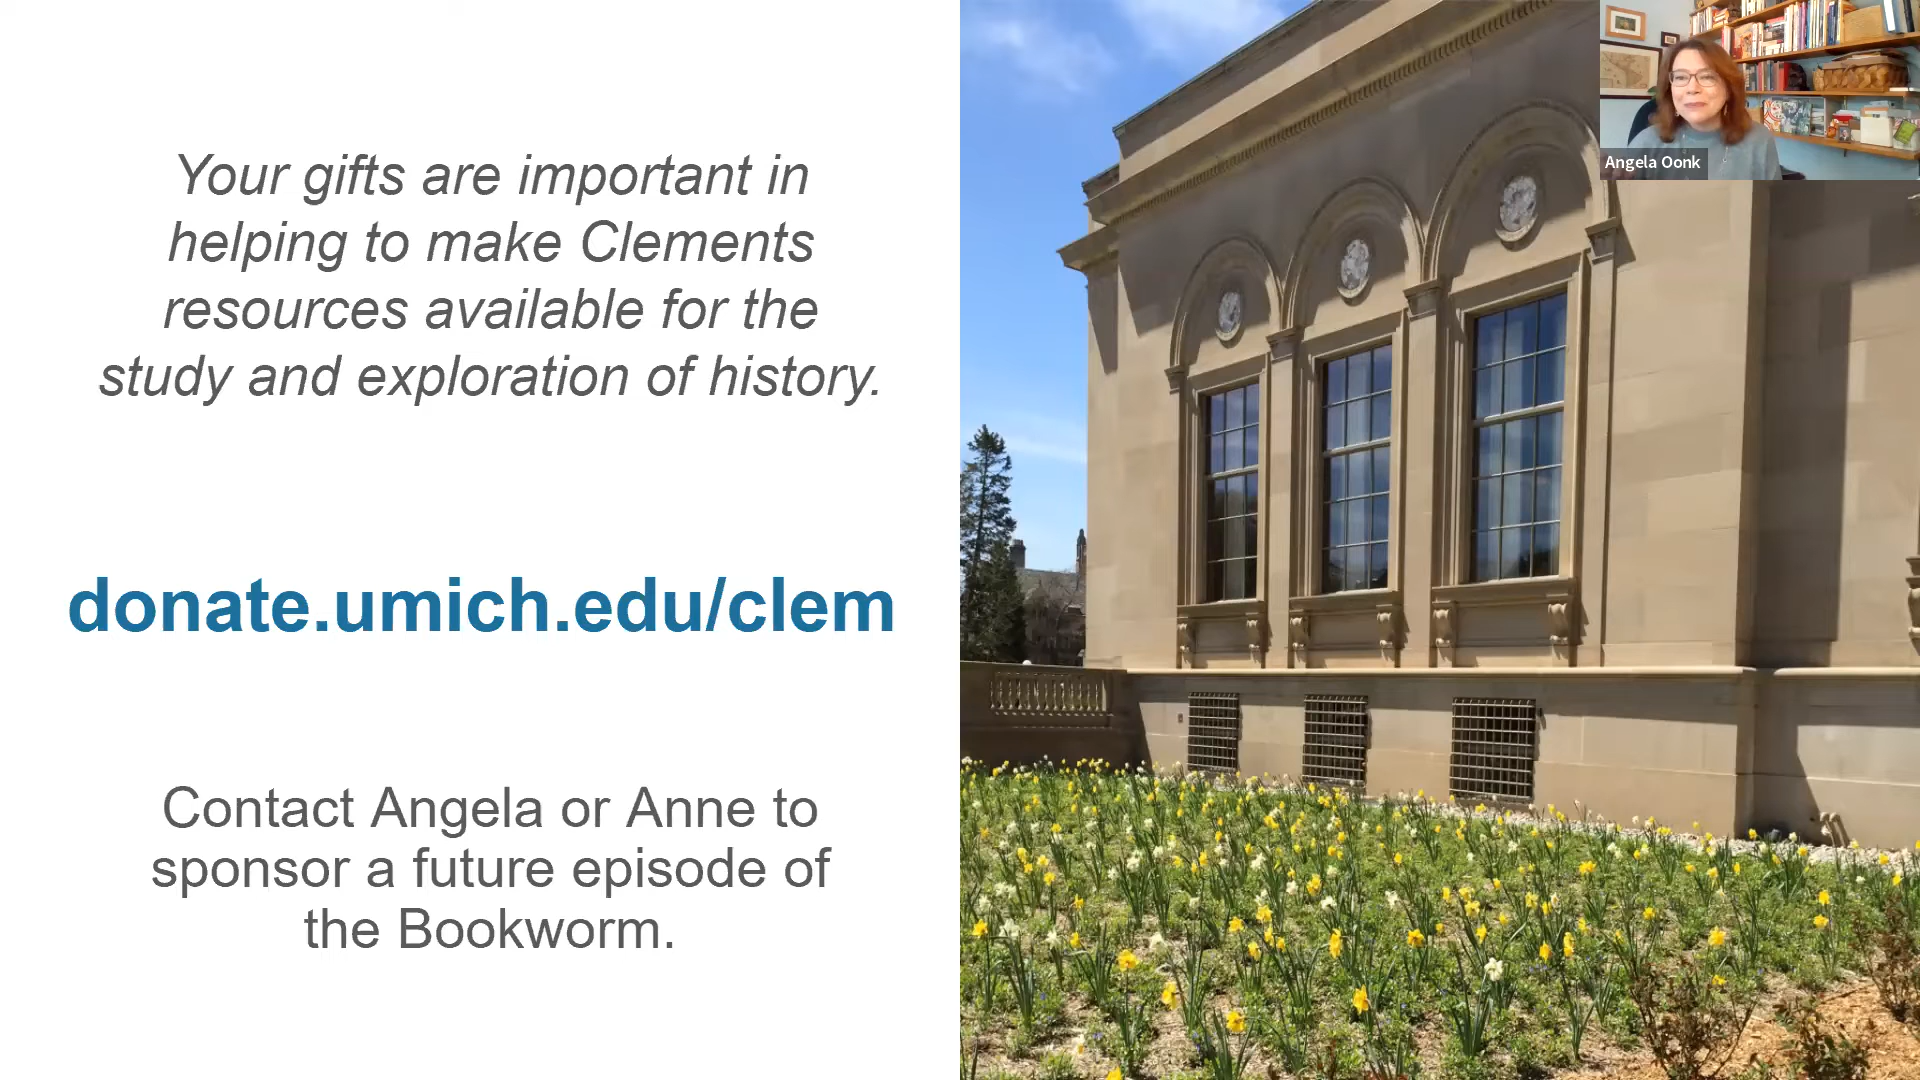 Your gifts are important in
helping to make Clements
resources available for the
study and exploration of history.
donate.umich.edu/clem
Contact Angela or Anne to
sponsor a future episode of
the Bookworm.
Angela Oonk